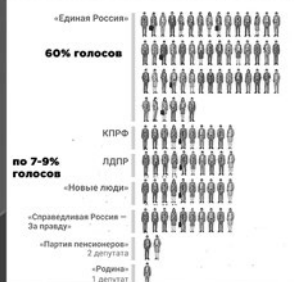 «Единая Россия»
60% голосов
КПРФ
по 7-9%
голосов
ЛДПР
«Новые люди»
«Справедливая Россия —
За правду»
«Партия пенсионеров»
2 депутата
«Родина»
1 депутат